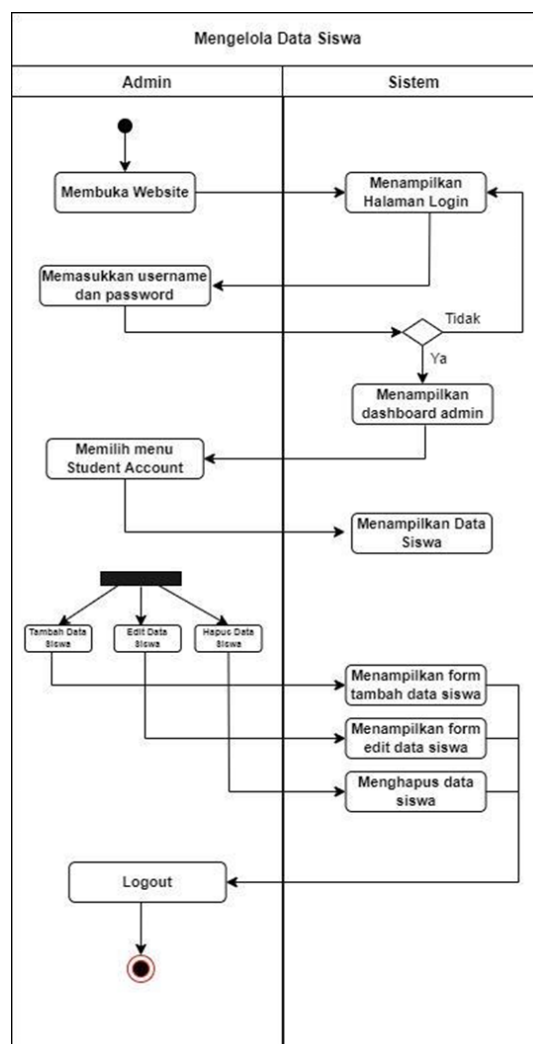 Mengelola Data Siswa
Admin
Sistem
Membuka Website
Menampilkan
Halaman Login
Memasukkan username
dan password
Tidak
Ya
Menampilkan
dashboard admin
Memilih menu
Student Account
Menampilkan Data
Siswa
Tambah Data
Siswa
Edit Data
Siswa
Hapus Data
Siswa
Menampilkan form
tambah data siswa
Menampilkan form
edit data siswa
Menghapus data
siswa
Logout